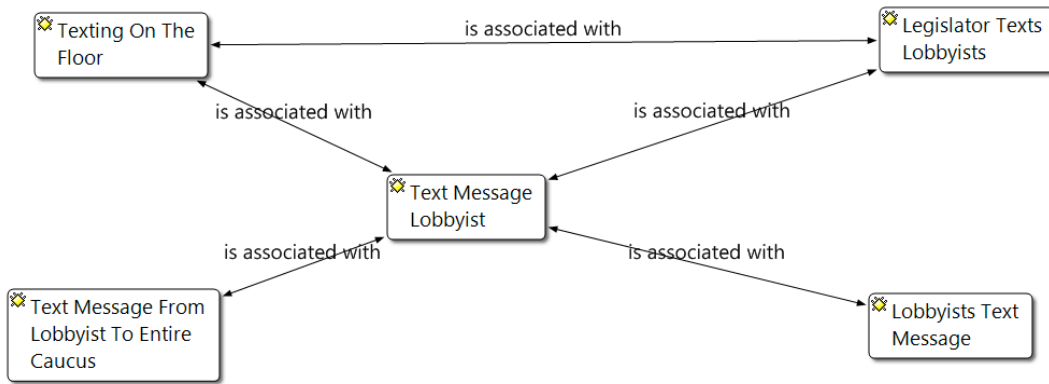 Texting On The
Floor
is associated with
Legislator Texts
Lobbyists
is associated with
is associated with
Text Message
Lobbyist
is associated with
is associated with
Text Message From
Lobbyist To Entire
Caucus
Lobbyists Text
Message